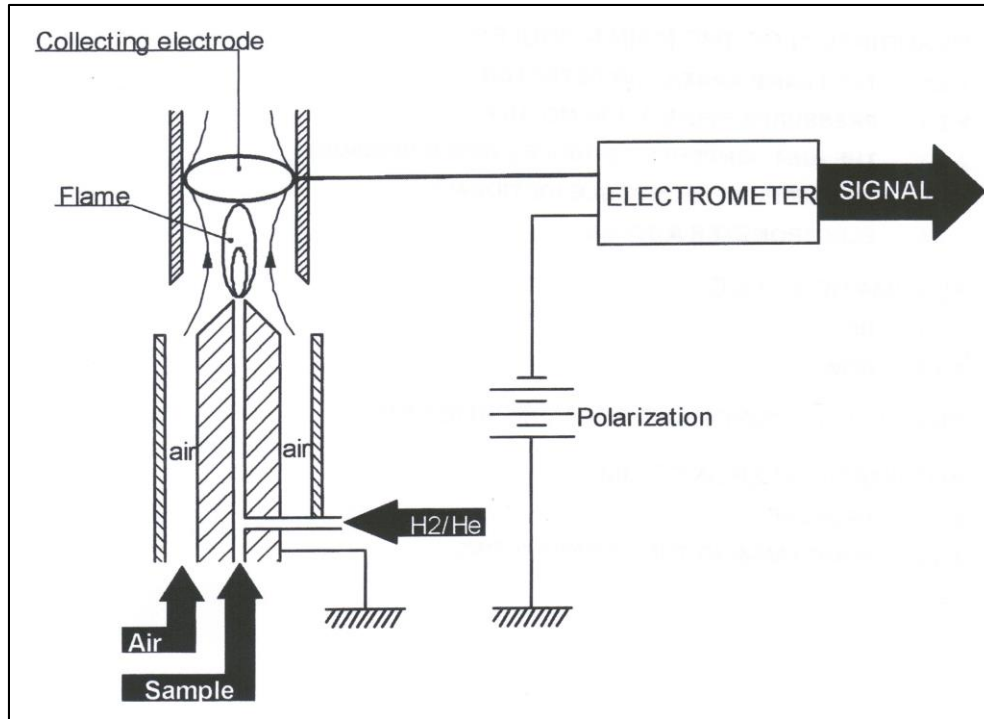 Collecting electrode
Flame
ELECTROMETER
SIGNAL
Polarization
air
air
H2/He
Air
Sample